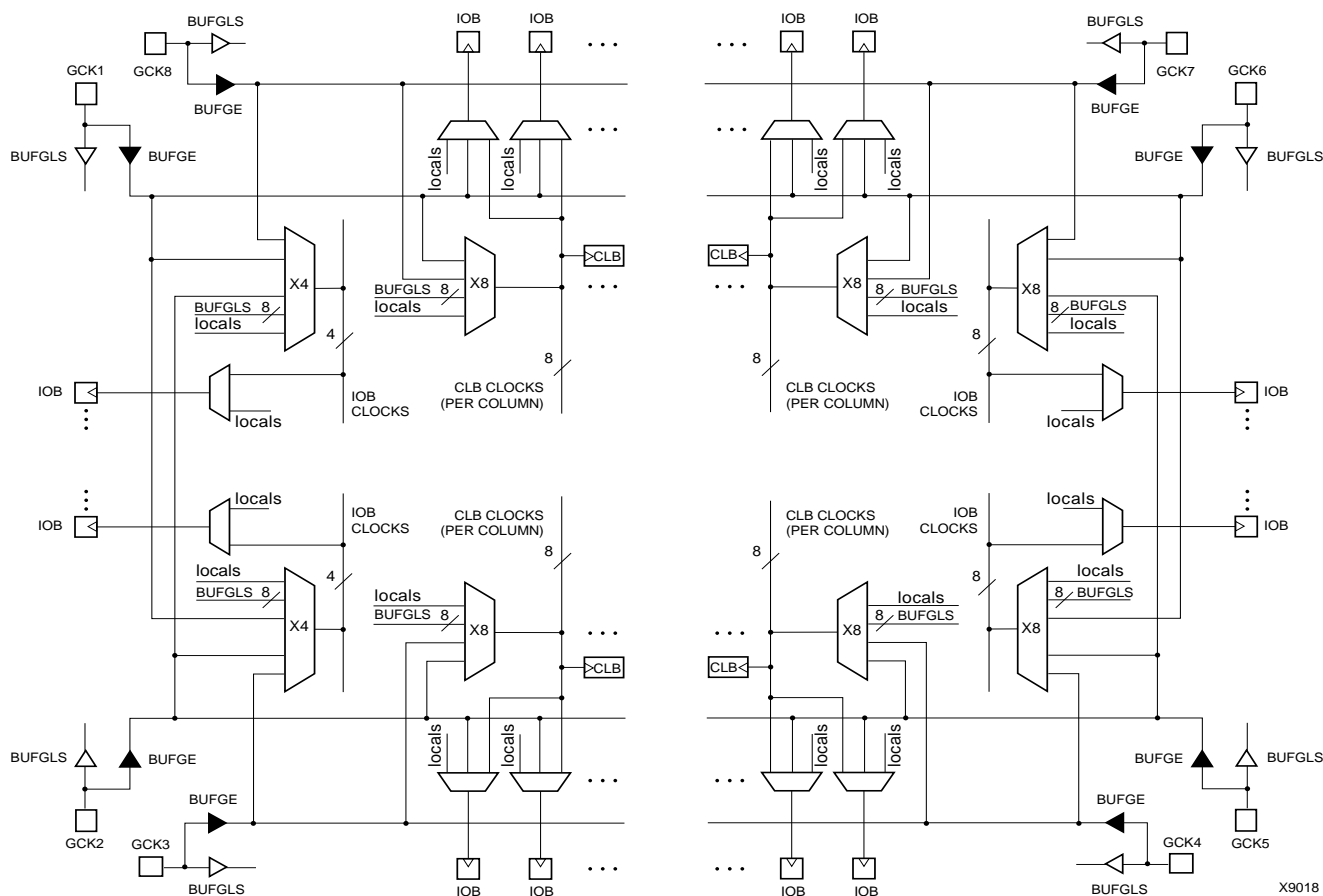 BUFGLS IOB IOB ... ... IOB IOB BUFGLS
GCK8 GCK7
GCK1 GCK6
BUFGE BUFGE
... ...
BUFGLS BUFGE BUFGE BUFGLS
locals locals locals locals
CLB CLB
X4 X8 X8 X8
BUFGLS 8 BUFGLS 8 ... ... 8 BUFGLS 8 BUFGLS
locals locals locals locals
4 8 8 8
IOB CLB CLOCKS CLB CLOCKS IOB
IOB (PER COLUMN) (PER COLUMN) IOB
CLOCKS CLOCKS
locals locals
locals locals
IOB IOB CLB CLOCKS CLB CLOCKS IOB IOB
CLOCKS (PER COLUMN) (PER COLUMN) CLOCKS
8 8
locals 4 8 locals
BUFGLS 8 locals locals 8 BUFGLS
BUFGLS 8 8 BUFGLS
X4 X8 ... ... X8 X8
CLB CLB
locals locals locals locals
BUFGLS BUFGE BUFGE BUFGLS
... ...
BUFGE BUFGE
GCK2 GCK3 GCK4 GCK5
BUFGLS IOB IOB ... ... IOB IOB BUFGLS
X9018